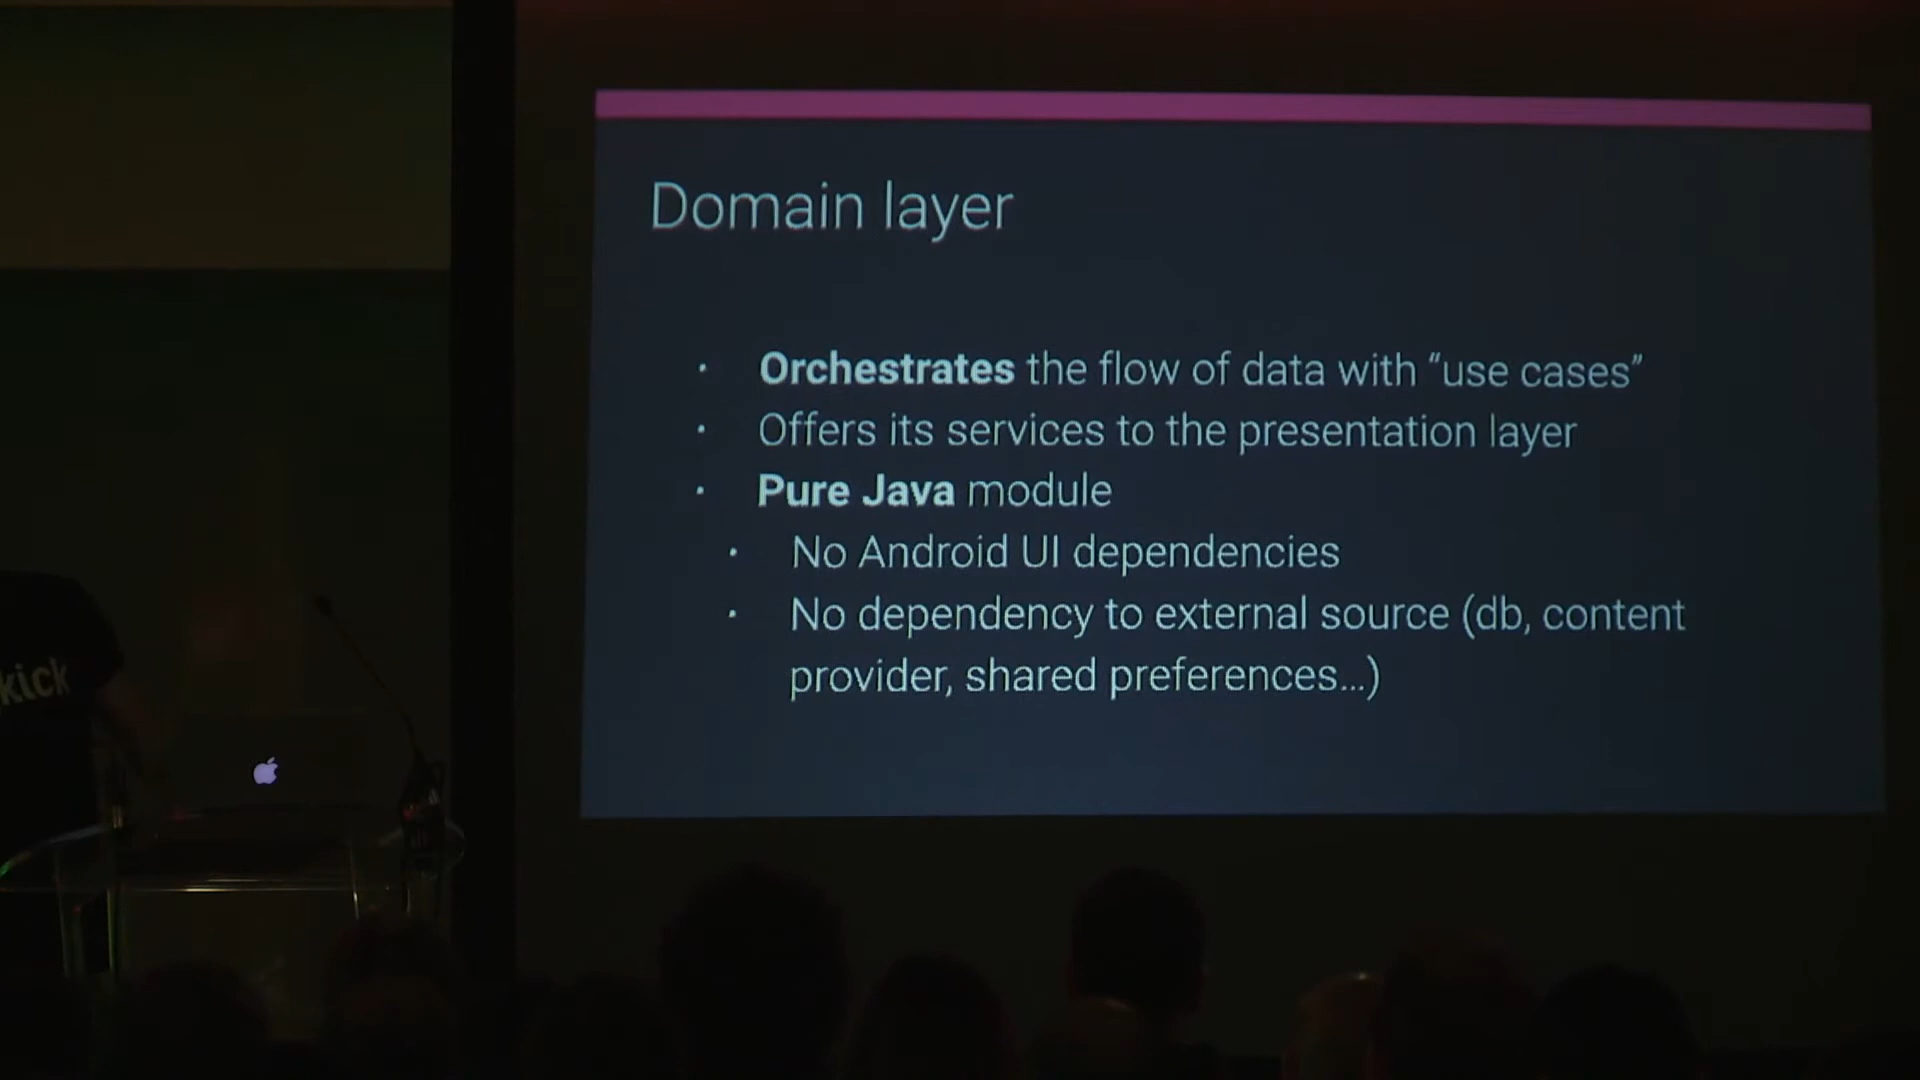 Domain layer
· Orchestrates the flow of data with “use cases”
· Offers its services to the presentation layer
· Pure Java module
· No Android UI dependencies
· No dependency to external source (db, content
provider, shared preferences...)
kick